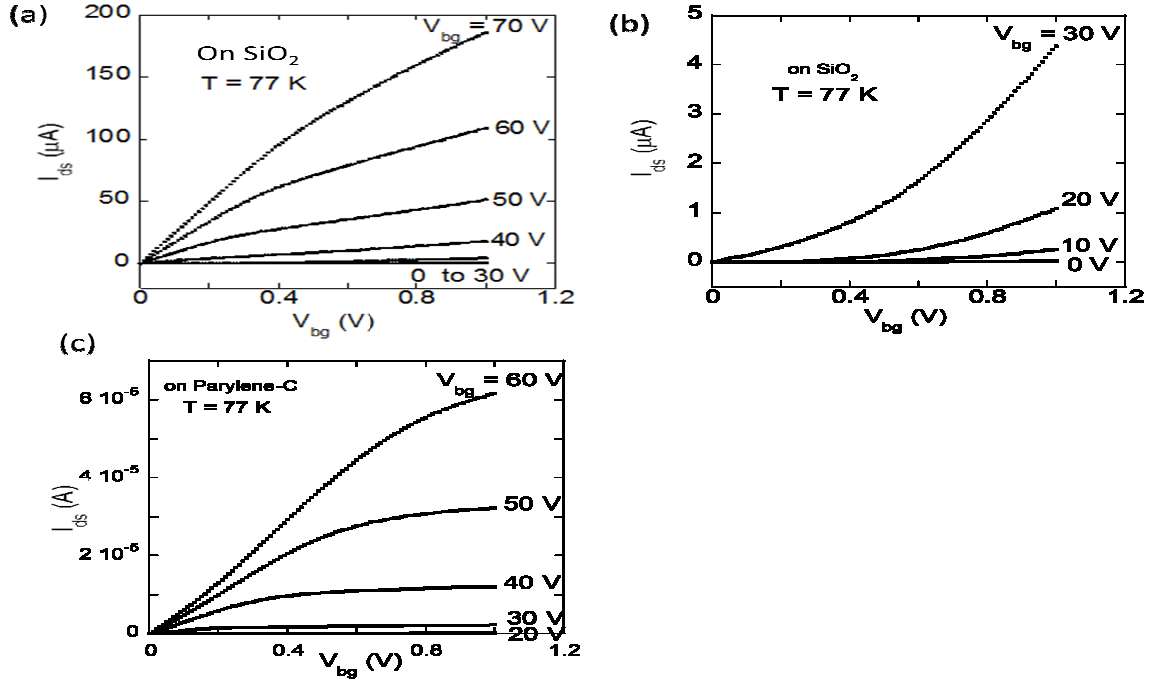 (a)
200
150
100
50
0
I_ds (μA)
On SiO₂
T = 77 K
V_bg = 70 V
60 V
50 V
40 V
0 to 30 V
0 0.4 0.8 1.2
V_bg (V)
(b)
5
4
3
2
1
0
I_ds (μA)
on SiO₂
T = 77 K
V_bg = 30 V
20 V
10 V
0 V
0 0.4 0.8 1.2
V_bg (V)
(c)
6 10⁻⁵
4 10⁻⁵
2 10⁻⁵
0
I_ds (A)
on Parylene-C
T = 77 K
V_bg = 60 V
50 V
40 V
30 V
20 V
0 0.4 0.8 1.2
V_bg (V)